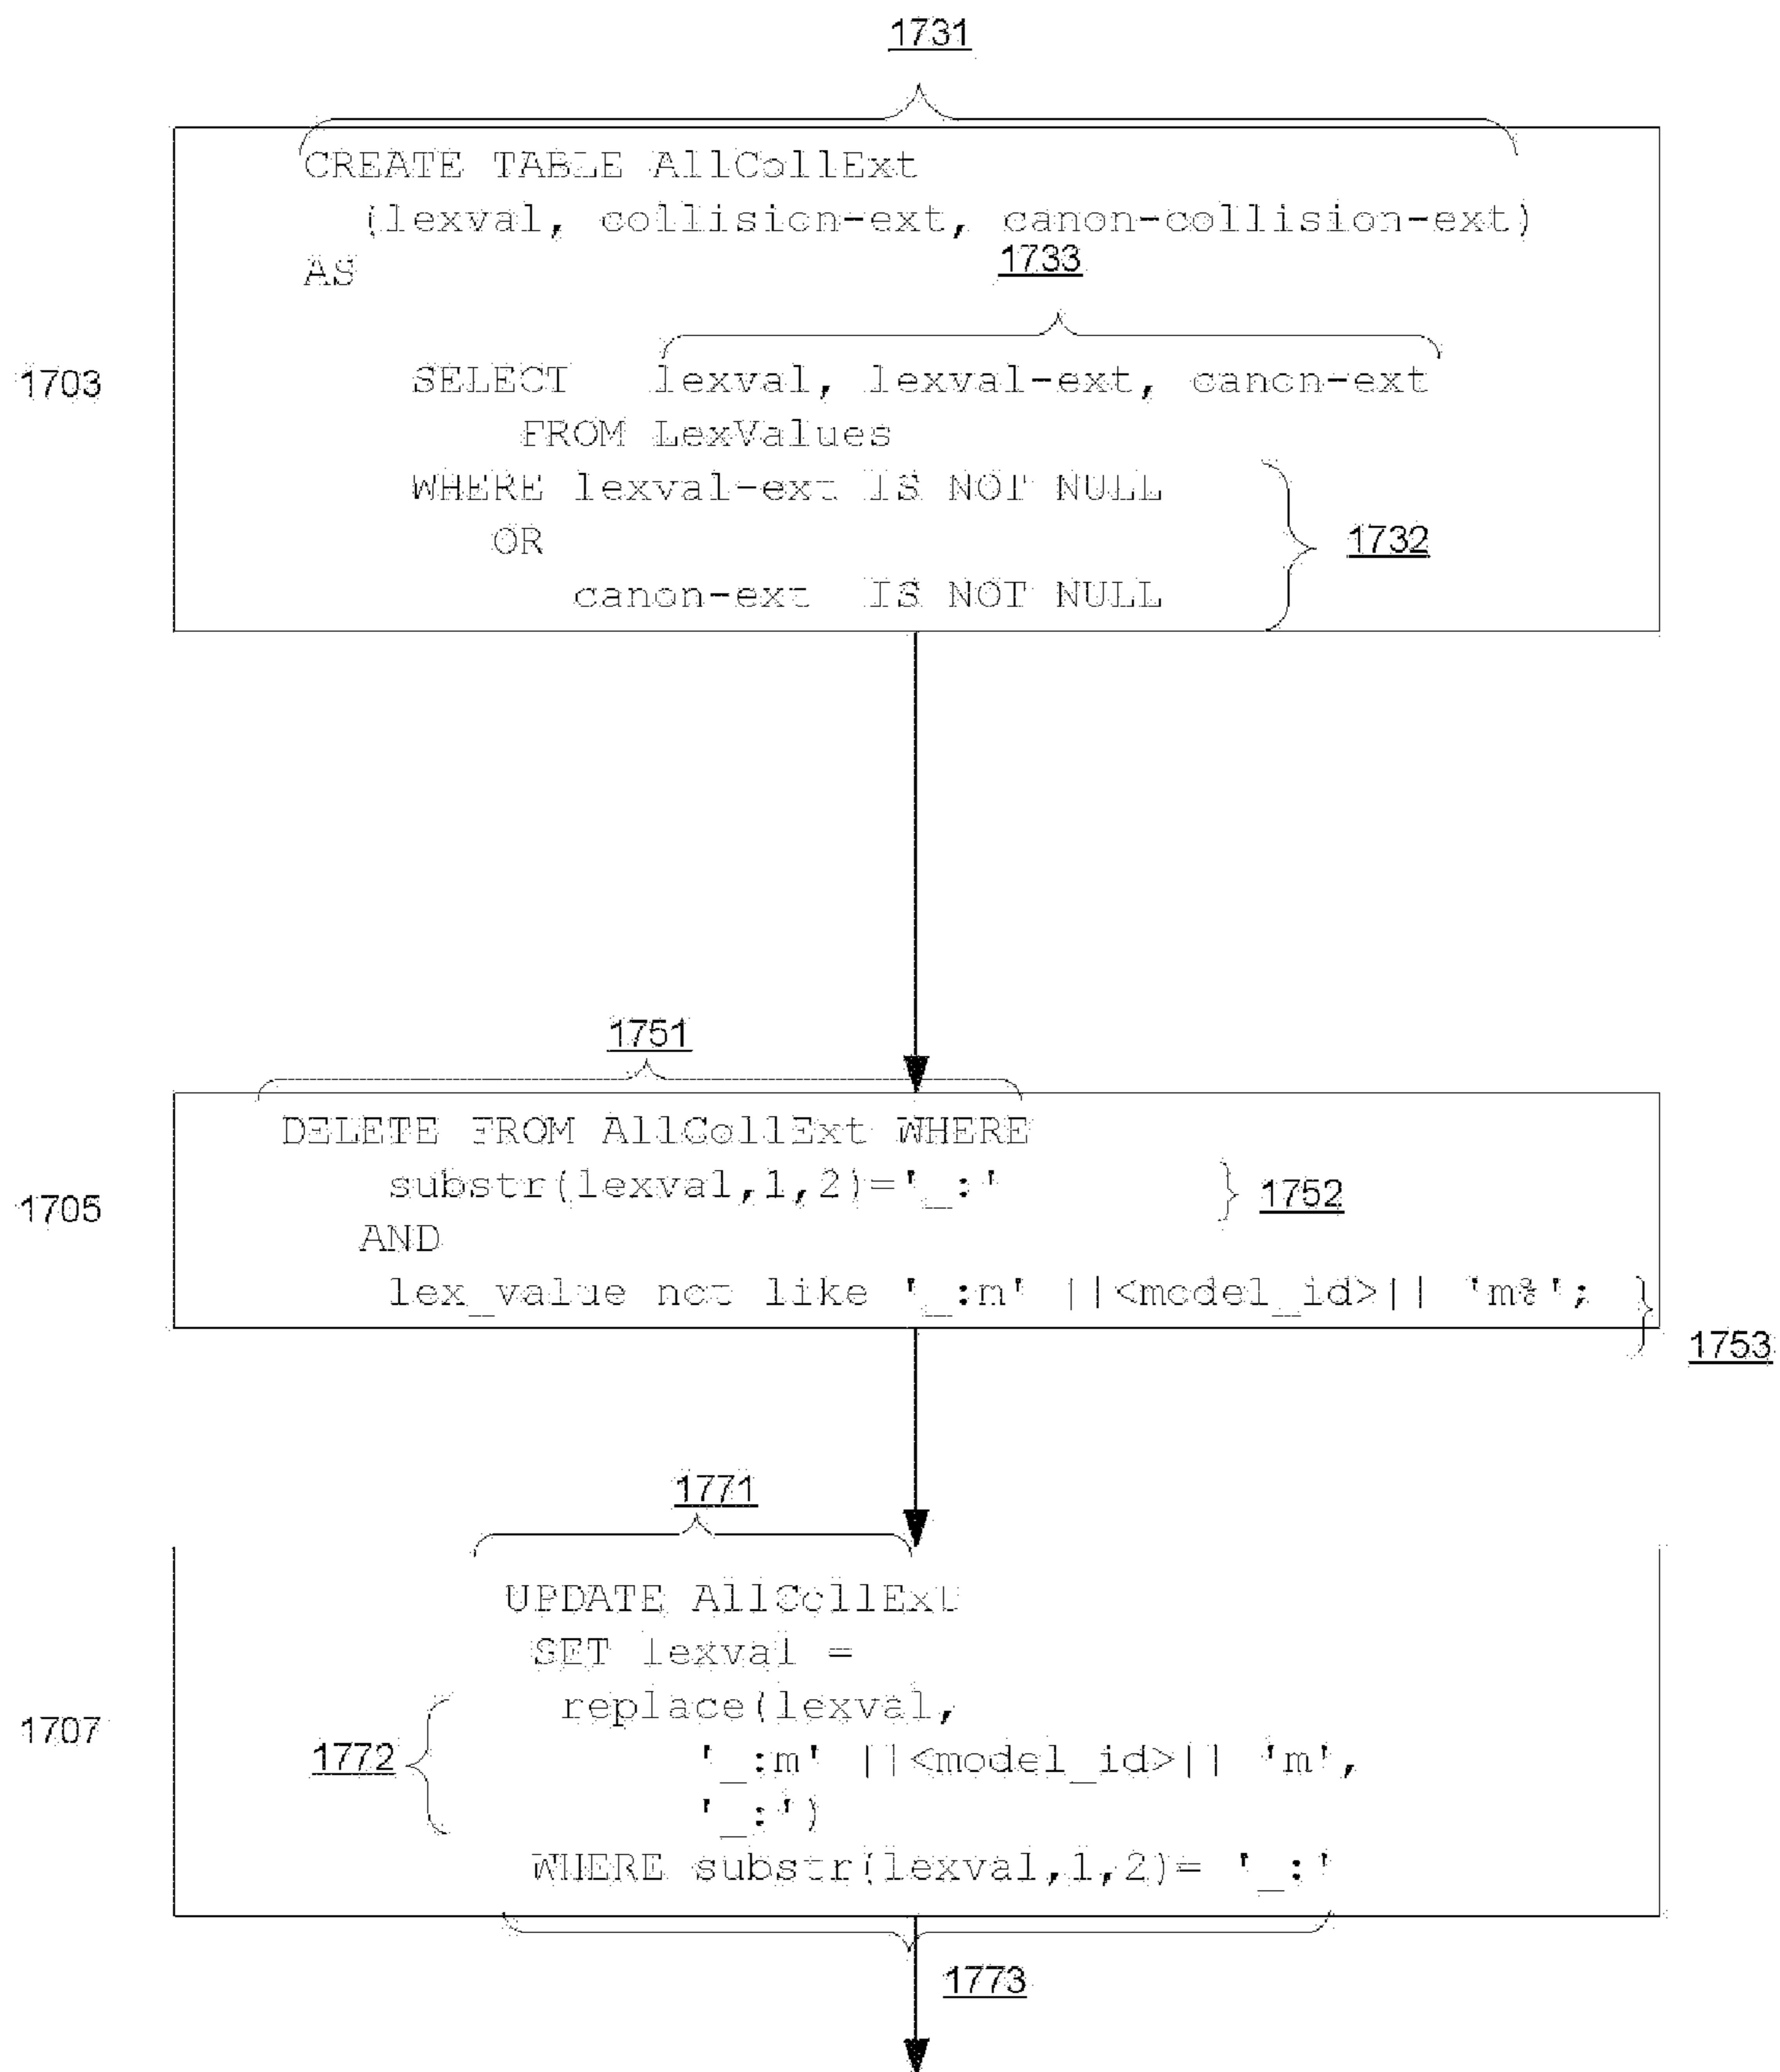 1731
CREATE TABLE AllCollExt
(lexval, collision-ext, canon-collision-ext)
AS
1733
1703
SELECT lexval, lexval-ext, canon-ext
FROM LexValues
WHERE lexval-ext IS NOT NULL
OR
1732
canon-ext IS NOT NULL
1751
DELETE FROM AllCollExt WHERE
1705
substr(lexval,1,2)='_:'
1752
AND
lex_value not like '_:m' ||<model_id>|| 'm%';
1753
1771
UPDATE AllCollExt
SET lexval =
replace(lexval,
1707
1772
'_:m' ||<model_id>|| 'm',
'_:')
WHERE substr(lexval,1,2)= '_:'
1773